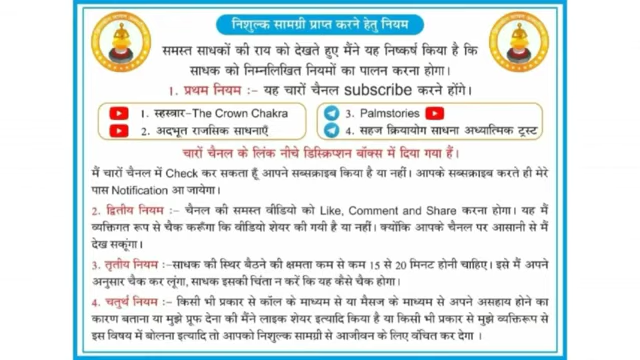 निशुल्क सामग्री प्राप्त करने हेतु नियम
समस्त साधकों की राय को देखते हुए मैंने यह निष्कर्ष किया है कि
साधक को निम्नलिखित नियमों का पालन करना होगा।
1. प्रथम नियम :- यह चारों चैनल subscribe करने होंगे।
1. सहस्वार-The Crown Chakra
2. अदभूत राजसिक साधनाएँ
3. Palmstories
4. सहज क्रियायोग साधना अध्यात्मिक ट्रस्ट
चारों चैनल के लिंक नीचे डिस्क्रिप्शन बॉक्स में दिया गया हैं।
मैं चारों चैनल में Check कर सकता हूँ आपने सब्सक्राइब किया है या नहीं। आपके सब्सक्राइब करते ही मेरे
पास Notification आ जायेगा।
2. द्वितीय नियम :- चैनल की समस्त वीडियो को Like, Comment and Share करना होगा। यह मैं
व्यक्तिगत रूप से चैक करूँगा कि वीडियो शेयर की गयी है या नहीं। क्योंकि आपके चैनल पर आसानी से मैं
देख सकूंगा।
3. तृतीय नियम :-साधक की स्थिर बैठने की क्षमता कम से कम 15 से 20 मिनट होनी चाहिए। इसे मैं अपने
अनुसार चैक कर लूंगा, साधक इसकी चिंता न करें कि यह कैसे चैक होगा।
4. चतुर्थ नियम :- किसी भी प्रकार से कॉल के माध्यम से या मैसज के माध्यम से अपने असहाय होने का
कारण बताना या मुझे प्रूफ देना की मैंने लाइक शेयर इत्यादि किया है या किसी भी प्रकार से मुझे व्यक्तिरूप से
इस विषय में बोलना इत्यादि तो आपको निशुल्क सामग्री से आजीवन के लिए वंचित कर देगा ।